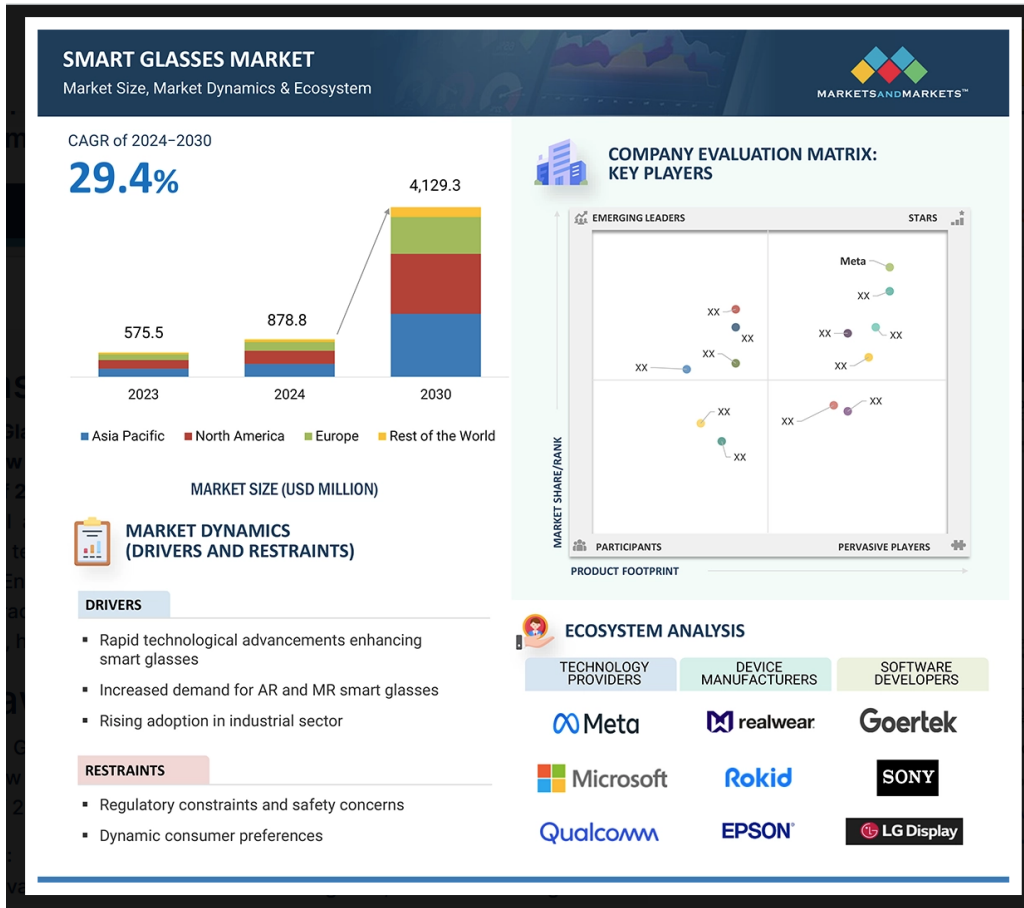 SMART GLASSES MARKET
Market Size, Market Dynamics & Ecosystem
MARKETSANDMARKETS™
CAGR of 2024–2030
29.4%
4,129.3
878.8
575.5
2023
2024
2030
Asia Pacific
North America
Europe
Rest of the World
MARKET SIZE (USD MILLION)
MARKET DYNAMICS
(DRIVERS AND RESTRAINTS)
DRIVERS
▪ Rapid technological advancements enhancing
smart glasses
▪ Increased demand for AR and MR smart glasses
▪ Rising adoption in industrial sector
RESTRAINTS
▪ Regulatory constraints and safety concerns
▪ Dynamic consumer preferences
COMPANY EVALUATION MATRIX:
KEY PLAYERS
EMERGING LEADERS
STARS
Meta
XX
XX
XX
XX
XX
XX
XX
XX
XX
XX
XX
XX
MARKET SHARE/RANK
PARTICIPANTS
PERVASIVE PLAYERS
PRODUCT FOOTPRINT
ECOSYSTEM ANALYSIS
TECHNOLOGY
PROVIDERS
DEVICE
MANUFACTURERS
SOFTWARE
DEVELOPERS
Meta
realwear
Goertek
Microsoft
Rokid
SONY
Qualcomm
EPSON
LG Display